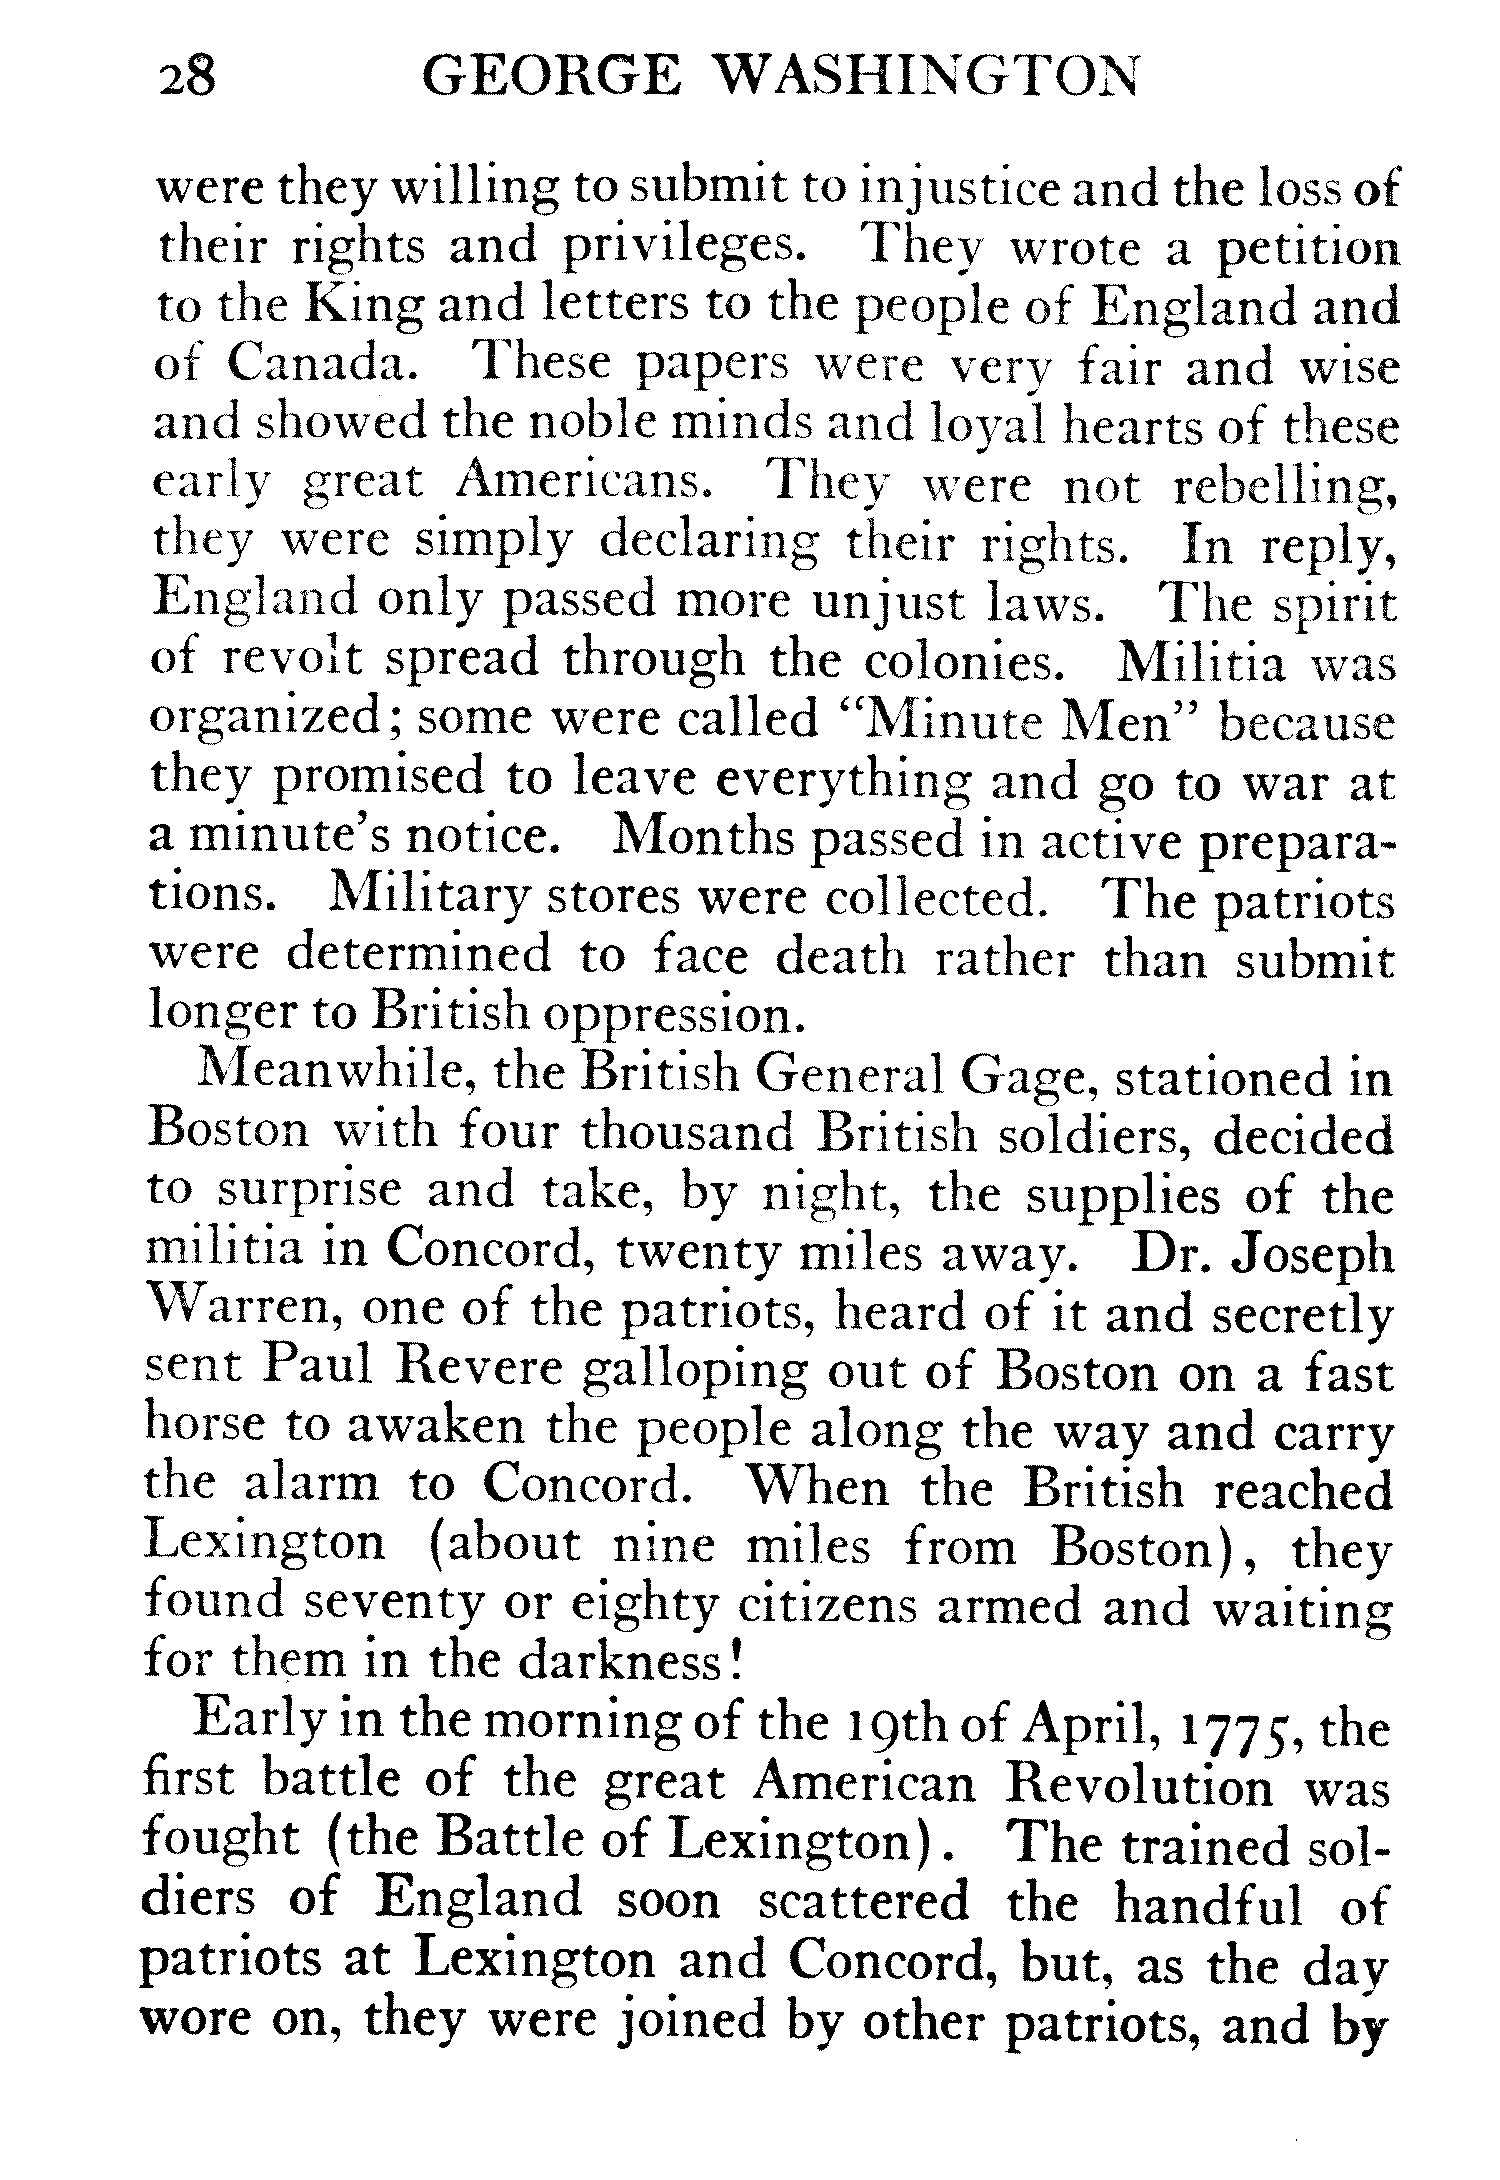 28 GEORGE WASHINGTON
were they willing to submit to injustice and the loss of
their rights and privileges. They wrote a petition
to the King and letters to the people of England and
of Canada. These papers were very fair and wise
and showed the noble minds and loyal hearts of these
early great Americans. They were not rebelling,
they were simply declaring their rights. In reply,
England only passed more unjust laws. The spirit
of revolt spread through the colonies. Militia was
organized; some were called "Minute Men" because
they promised to leave everything and go to war at
a minute's notice. Months passed in active prepara-
tions. Military stores were collected. The patriots
were determined to face death rather than submit
longer to British oppression.
Meanwhile, the British General Gage, stationed in
Boston with four thousand British soldiers, decided
to surprise and take, by night, the supplies of the
militia in Concord, twenty miles away. Dr. Joseph
Warren, one of the patriots, heard of it and secretly
sent Paul Revere galloping out of Boston on a fast
horse to awaken the people along the way and carry
the alarm to Concord. When the British reached
Lexington (about nine miles from Boston), they
found seventy or eighty citizens armed and waiting
for them in the darkness!
Early in the morning of the 19th of April, 1775, the
first battle of the great American Revolution was
fought (the Battle of Lexington). The trained sol-
diers of England soon scattered the handful of
patriots at Lexington and Concord, but, as the day
wore on, they were joined by other patriots, and by